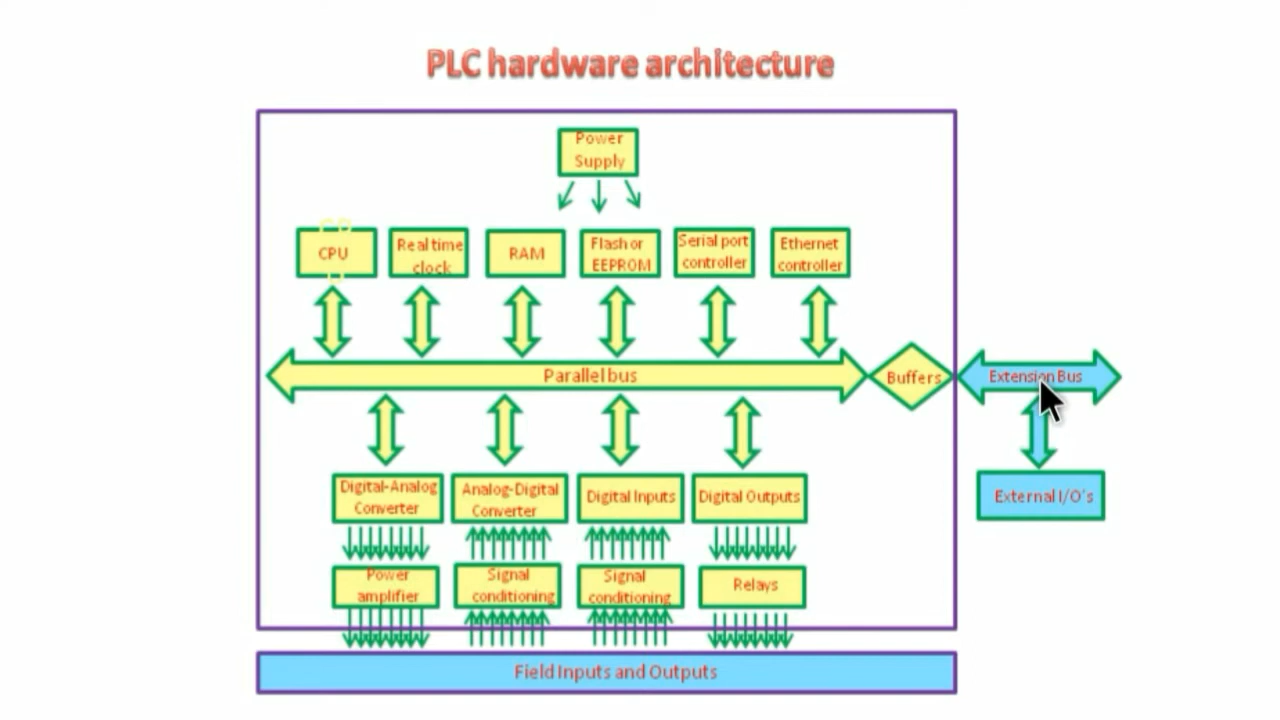 PLC hardware architecture
Power
Supply
CPU
Real time
clock
RAM
Flash or
EEPROM
Serial port
controller
Ethernet
controller
Parallel bus
Buffers
Extension Bus
Digital-Analog
Converter
Analog-Digital
Converter
Digital Inputs
Digital Outputs
External I/O's
Power
amplifier
Signal
conditioning
Signal
conditioning
Relays
Field Inputs and Outputs